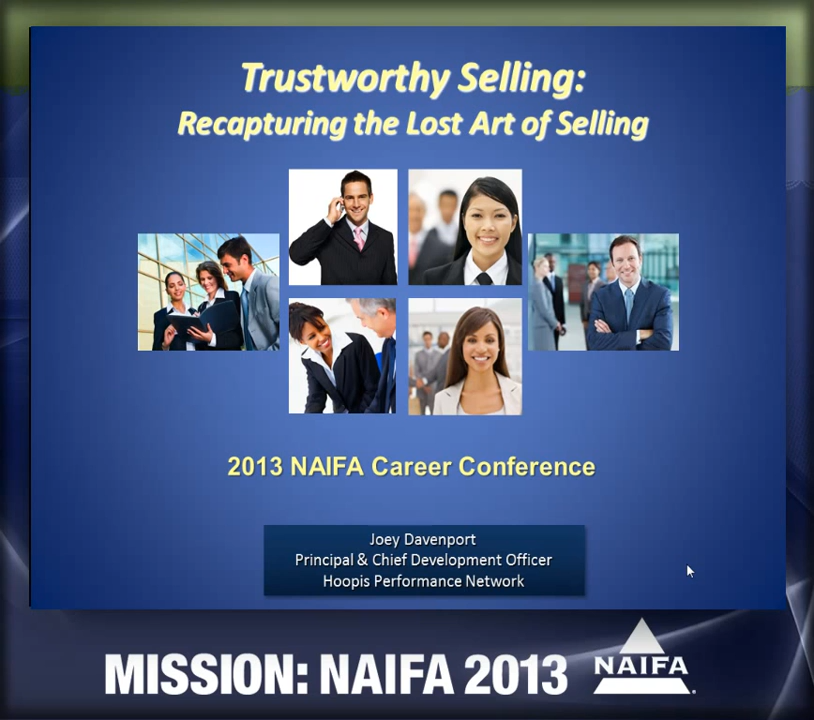 Trustworthy Selling:
Recapturing the Lost Art of Selling
2013 NAIFA Career Conference
Joey Davenport
Principal & Chief Development Officer
Hoopis Performance Network
MISSION: NAIFA 2013
NAIFA